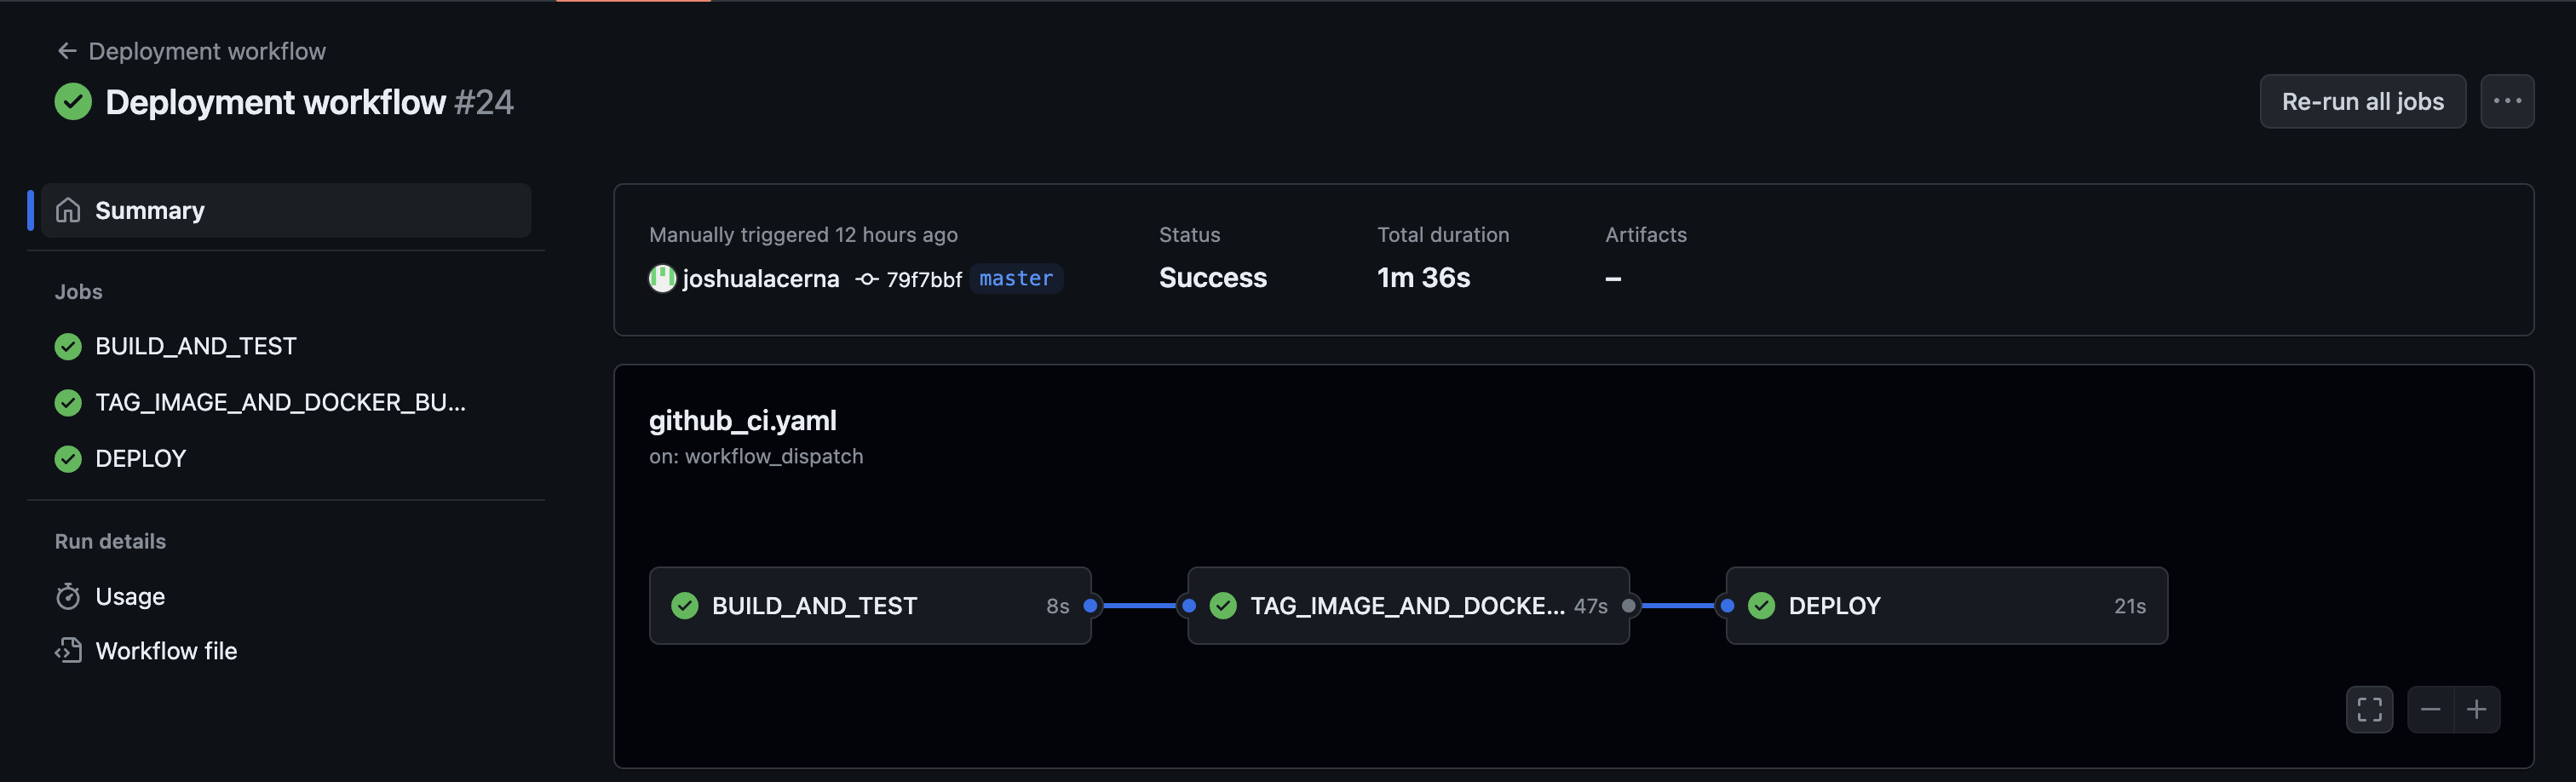 Deployment workflow
Deployment workflow #24
Re-run all jobs
Summary
Jobs
BUILD_AND_TEST
TAG_IMAGE_AND_DOCKER_BU...
DEPLOY
Run details
Usage
Workflow file
Manually triggered 12 hours ago
joshualacerna 79f7bbf master
Status
Success
Total duration
1m 36s
Artifacts
–
github_ci.yaml
on: workflow_dispatch
BUILD_AND_TEST 8s
TAG_IMAGE_AND_DOCKE... 47s
DEPLOY 21s